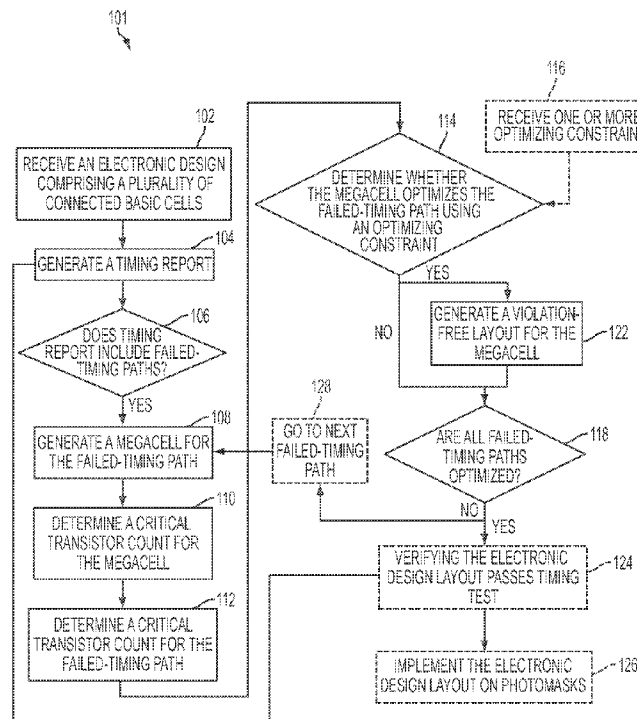 101
102
RECEIVE AN ELECTRONIC DESIGN
COMPRISING A PLURALITY OF
CONNECTED BASIC CELLS
104
GENERATE A TIMING REPORT
106
DOES TIMING
REPORT INCLUDE FAILED-
TIMING PATHS?
YES
108
GENERATE A MEGACELL FOR
THE FAILED-TIMING PATH
110
DETERMINE A CRITICAL
TRANSISTOR COUNT FOR
THE MEGACELL
112
DETERMINE A CRITICAL
TRANSISTOR COUNT FOR THE
FAILED-TIMING PATH
116
RECEIVE ONE OR MORE
OPTIMIZING CONSTRAINT
114
DETERMINE WHETHER
THE MEGACELL OPTIMIZES THE
FAILED-TIMING PATH USING
AN OPTIMIZING
CONSTRAINT
YES
NO
GENERATE A VIOLATION-
FREE LAYOUT FOR THE
MEGACELL
122
128
GO TO NEXT
FAILED-TIMING
PATH
ARE ALL FAILED-
TIMING PATHS
OPTIMIZED?
118
NO
YES
VERIFYING THE ELECTRONIC
DESIGN LAYOUT PASSES TIMING
TEST
124
IMPLEMENT THE ELECTRONIC
DESIGN LAYOUT ON PHOTOMASKS
126